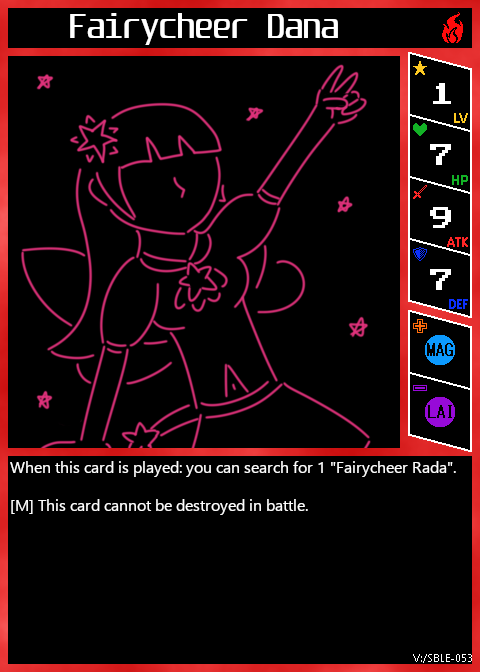 Fairycheer Dana
1
LV
7
HP
9
ATK
7
DEF
MAG
LAI
When this card is played: you can search for 1 "Fairycheer Rada".
[M] This card cannot be destroyed in battle.
V:/SBLE-053